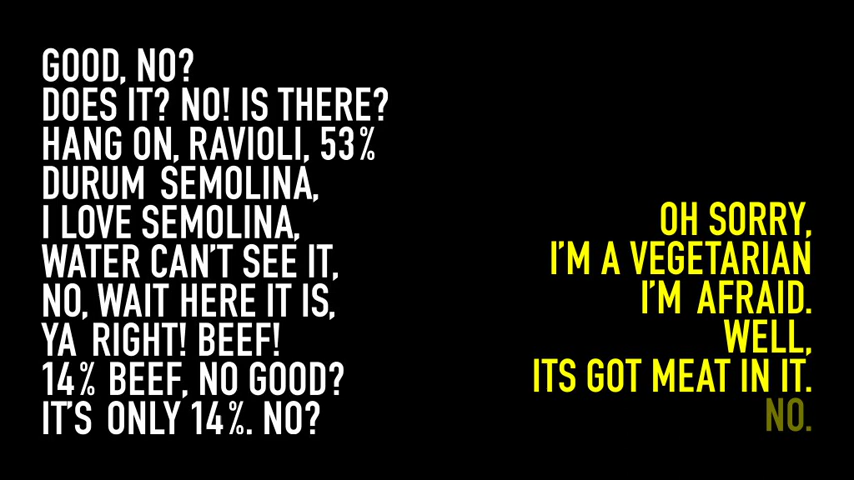 GOOD, NO?
DOES IT? NO! IS THERE?
HANG ON, RAVIOLI, 53%
DURUM SEMOLINA,
I LOVE SEMOLINA,
WATER CAN'T SEE IT,
NO, WAIT HERE IT IS,
YA RIGHT! BEEF!
14% BEEF, NO GOOD?
IT'S ONLY 14%. NO?
OH SORRY,
I'M A VEGETARIAN
I'M AFRAID.
WELL,
ITS GOT MEAT IN IT.
NO.